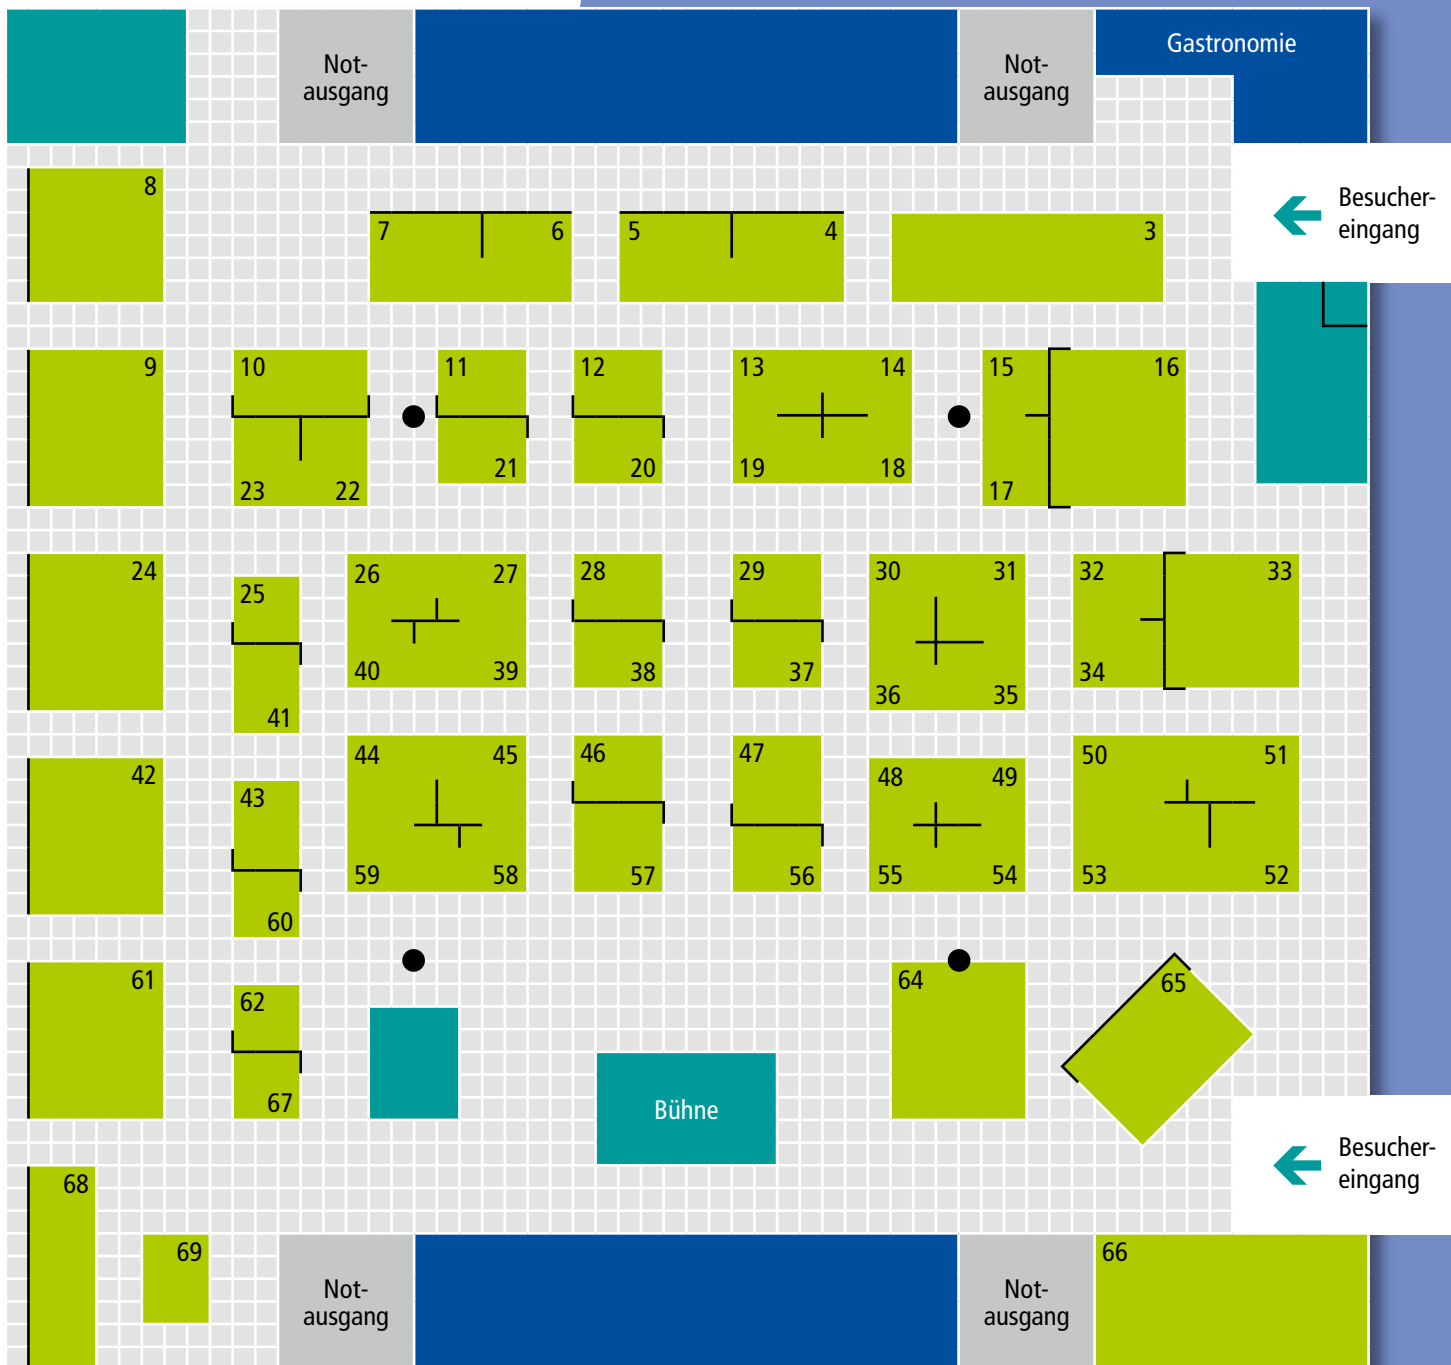 Gastronomie
Not-
ausgang
Not-
ausgang
Besucher-
eingang
8
7 6 5 4 3
9 10 11 12 13 14 15 16
23 22 21 20 19 18 17
24 25 26 27 28 29 30 31 32 33
41 40 39 38 37 36 35 34
42 43 44 45 46 47 48 49 50 51
60 59 58 57 56 55 54 53 52
61 62 64 65
67
Bühne
Besucher-
eingang
68
69
66
Not-
ausgang
Not-
ausgang